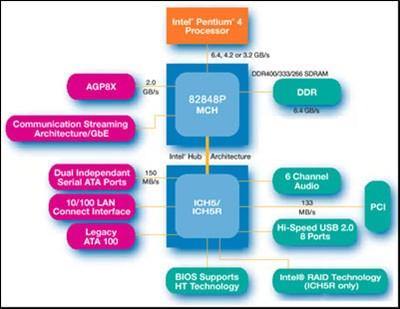 Intel® Pentium® 4
Processor
6.4, 4.2 or 3.2 GB/s
AGP8X
2.0
GB/s
82848P
MCH
DDR400/333/266 SDRAM
DDR
6.4 GB/s
Communication Streaming
Architecture/GbE
Intel® Hub Architecture
Dual Independant
Serial ATA Ports
150
MB/s
10/100 LAN
Connect Interface
Legacy
ATA 100
ICH5/
ICH5R
6 Channel
Audio
133
MB/s
PCI
Hi-Speed USB 2.0
8 Ports
BIOS Supports
HT Technology
Intel® RAID Technology
(ICH5R only)